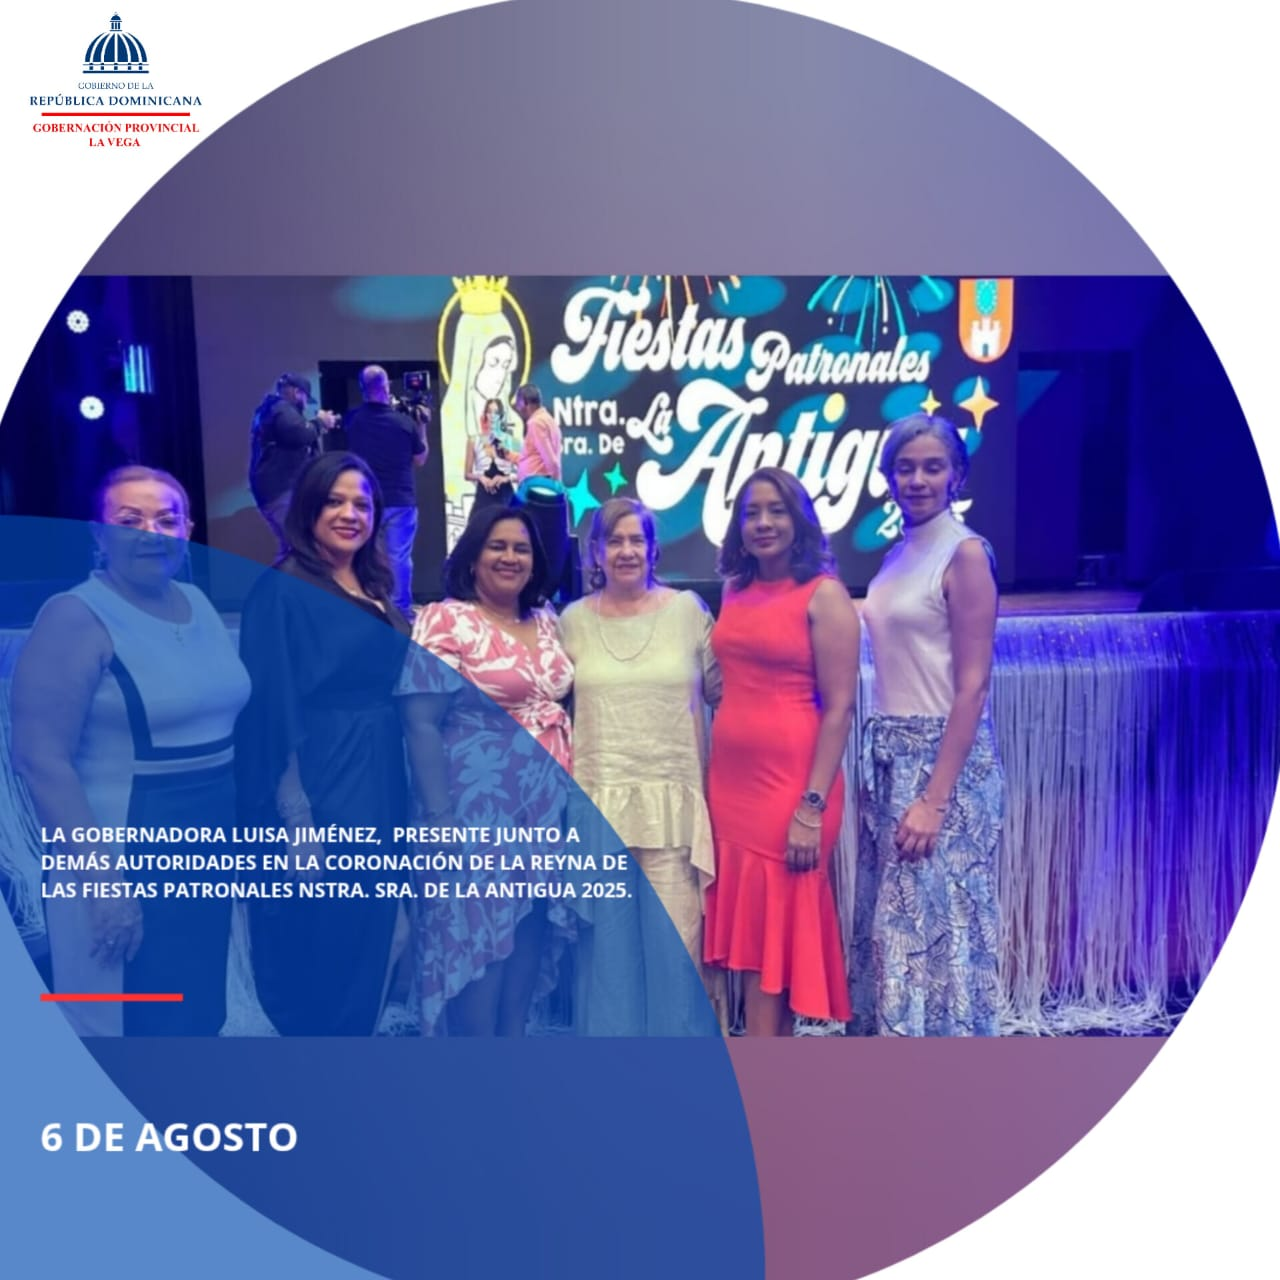 GOBIERNO DE LA
REPÚBLICA DOMINICANA
GOBERNACIÓN PROVINCIAL
LA VEGA
Fiestas
Patronales
Ntra.
Sra. De
La
LA GOBERNADORA LUISA JIMÉNEZ,  PRESENTE JUNTO A
DEMÁS AUTORIDADES EN LA CORONACIÓN DE LA REYNA DE
LAS FIESTAS PATRONALES NSTRA. SRA. DE LA ANTIGUA 2025.
6 DE AGOSTO